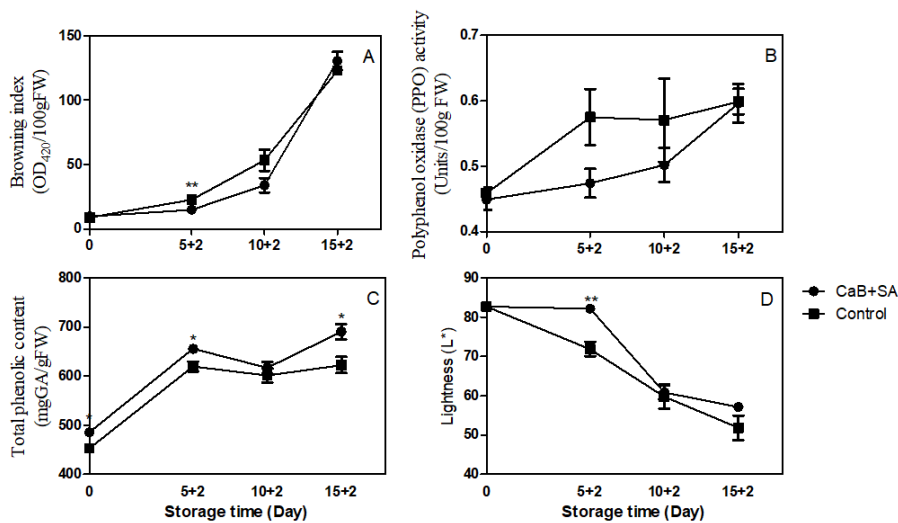 A
Browning index
(OD420/100gFW)
150
100
50
0
**
0
5+2
10+2
15+2
B
Polyphenol oxidase (PPO) activity
(Units/100g FW)
0.7
0.6
0.5
0.4
0
5+2
10+2
15+2
C
Total phenolic content
(mgGA/gFW)
800
700
600
500
400
*
*
*
0
5+2
10+2
15+2
Storage time (Day)
D
Lightness (L*)
90
80
70
60
50
40
**
0
5+2
10+2
15+2
Storage time (Day)
CaB+SA
Control